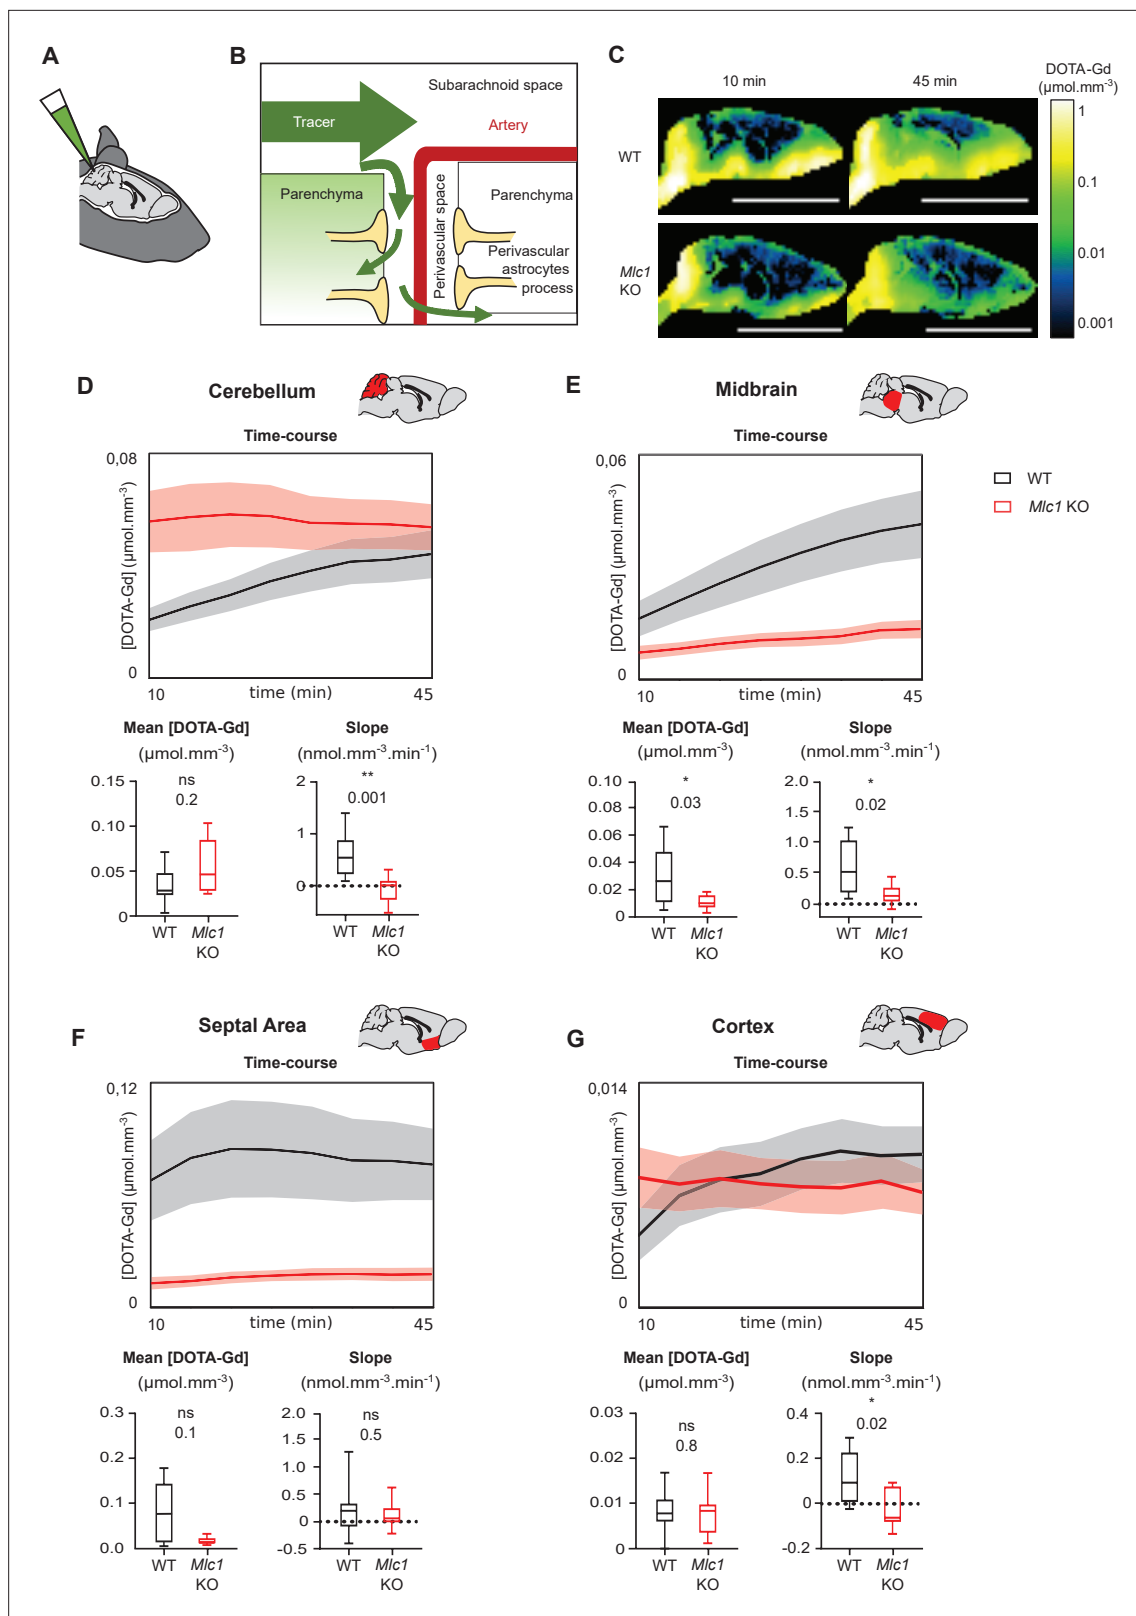 A
B
Subarachnoid space
Tracer
Artery
Parenchyma
Perivascular space
Parenchyma
Perivascular
astrocytes
process
C
10 min
45 min
DOTA-Gd
(µmol.mm⁻³)
WT
Mlc1
KO
1
0.1
0.01
0.001
D
Cerebellum
Time-course
0,08
[DOTA-Gd] (µmol.mm⁻³)
0
10
time (min)
45
Mean [DOTA-Gd]
(µmol.mm⁻³)
ns
0.2
0.15
0.10
0.05
0
WT
Mlc1
KO
Slope
(nmol.mm⁻³.min⁻¹)
**
0.001
2
1
0
WT
Mlc1
KO
E
Midbrain
Time-course
0,06
[DOTA-Gd] (µmol.mm⁻³)
0
10
time (min)
45
WT
Mlc1 KO
Mean [DOTA-Gd]
(µmol.mm⁻³)
*
0.03
0.10
0.08
0.06
0.04
0.02
0
WT
Mlc1
KO
Slope
(nmol.mm⁻³.min⁻¹)
*
0.02
2.0
1.0
0.5
0
WT
Mlc1
KO
F
Septal Area
Time-course
0,12
[DOTA-Gd] (µmol.mm⁻³)
0
10
time (min)
45
Mean [DOTA-Gd]
(µmol.mm⁻³)
ns
0.1
0.3
0.2
0.1
0.0
WT
Mlc1
KO
Slope
(nmol.mm⁻³.min⁻¹)
ns
0.5
2.0
1.5
1.0
0.5
0.0
-0.5
WT
Mlc1
KO
G
Cortex
Time-course
0,014
[DOTA-Gd] (µmol.mm⁻³)
0
10
time (min)
45
Mean [DOTA-Gd]
(µmol.mm⁻³)
ns
0.8
0.03
0.02
0.01
0
WT
Mlc1
KO
Slope
(nmol.mm⁻³.min⁻¹)
*
0.02
0.4
0.2
0
-0.2
WT
Mlc1
KO